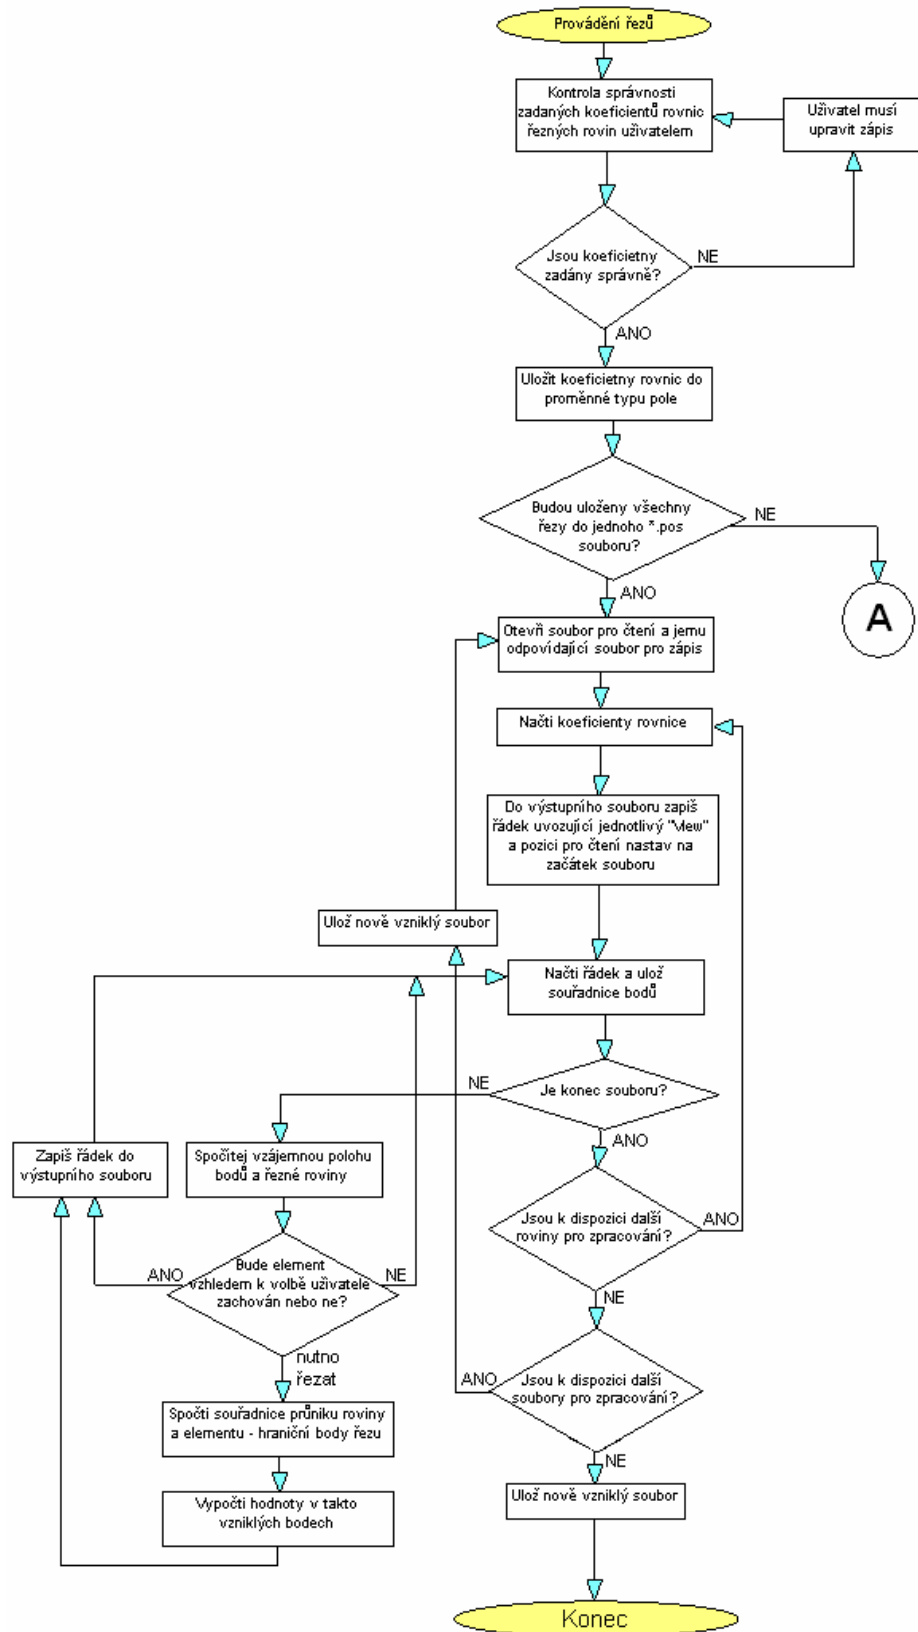 Provádění řezů
Kontrola správnosti
zadaných koeficientů rovnic
řezných rovin uživatelem
Uživatel musí
upravit zápis
Jsou koeficietny
zadány správně?
NE
ANO
Uložit koeficietny rovnic do
proměnné typu pole
Budou uloženy všechny
řezy do jednoho *.pos
souboru?
NE
ANO
A
Otevři soubor pro čtení a jemu
odpovídající soubor pro zápis
Načti koeficienty rovnice
Do výstupního souboru zapiš
řádek uvozující jednotlivý "view"
a pozici pro čtení nastav na
začátek souboru
Ulož nově vzniklý soubor
Načti řádek a ulož
souřadnice bodů
Je konec souboru?
NE
ANO
Zapiš řádek do
výstupního souboru
Spočítej vzájemnou polohu
bodů a řezné roviny
Jsou k dispozici další
roviny pro zpracování?
ANO
NE
Bude element
vzhledem k volbě uživatele
zachován nebo ne?
ANO
NE
nutno
řezat
Jsou k dispozici další
soubory pro zpracování?
ANO
NE
Spočti souřadnice průniku roviny
a elementu - hraniční body řezu
Vypočti hodnoty v takto
vzniklých bodech
Ulož nově vzniklý soubor
Konec